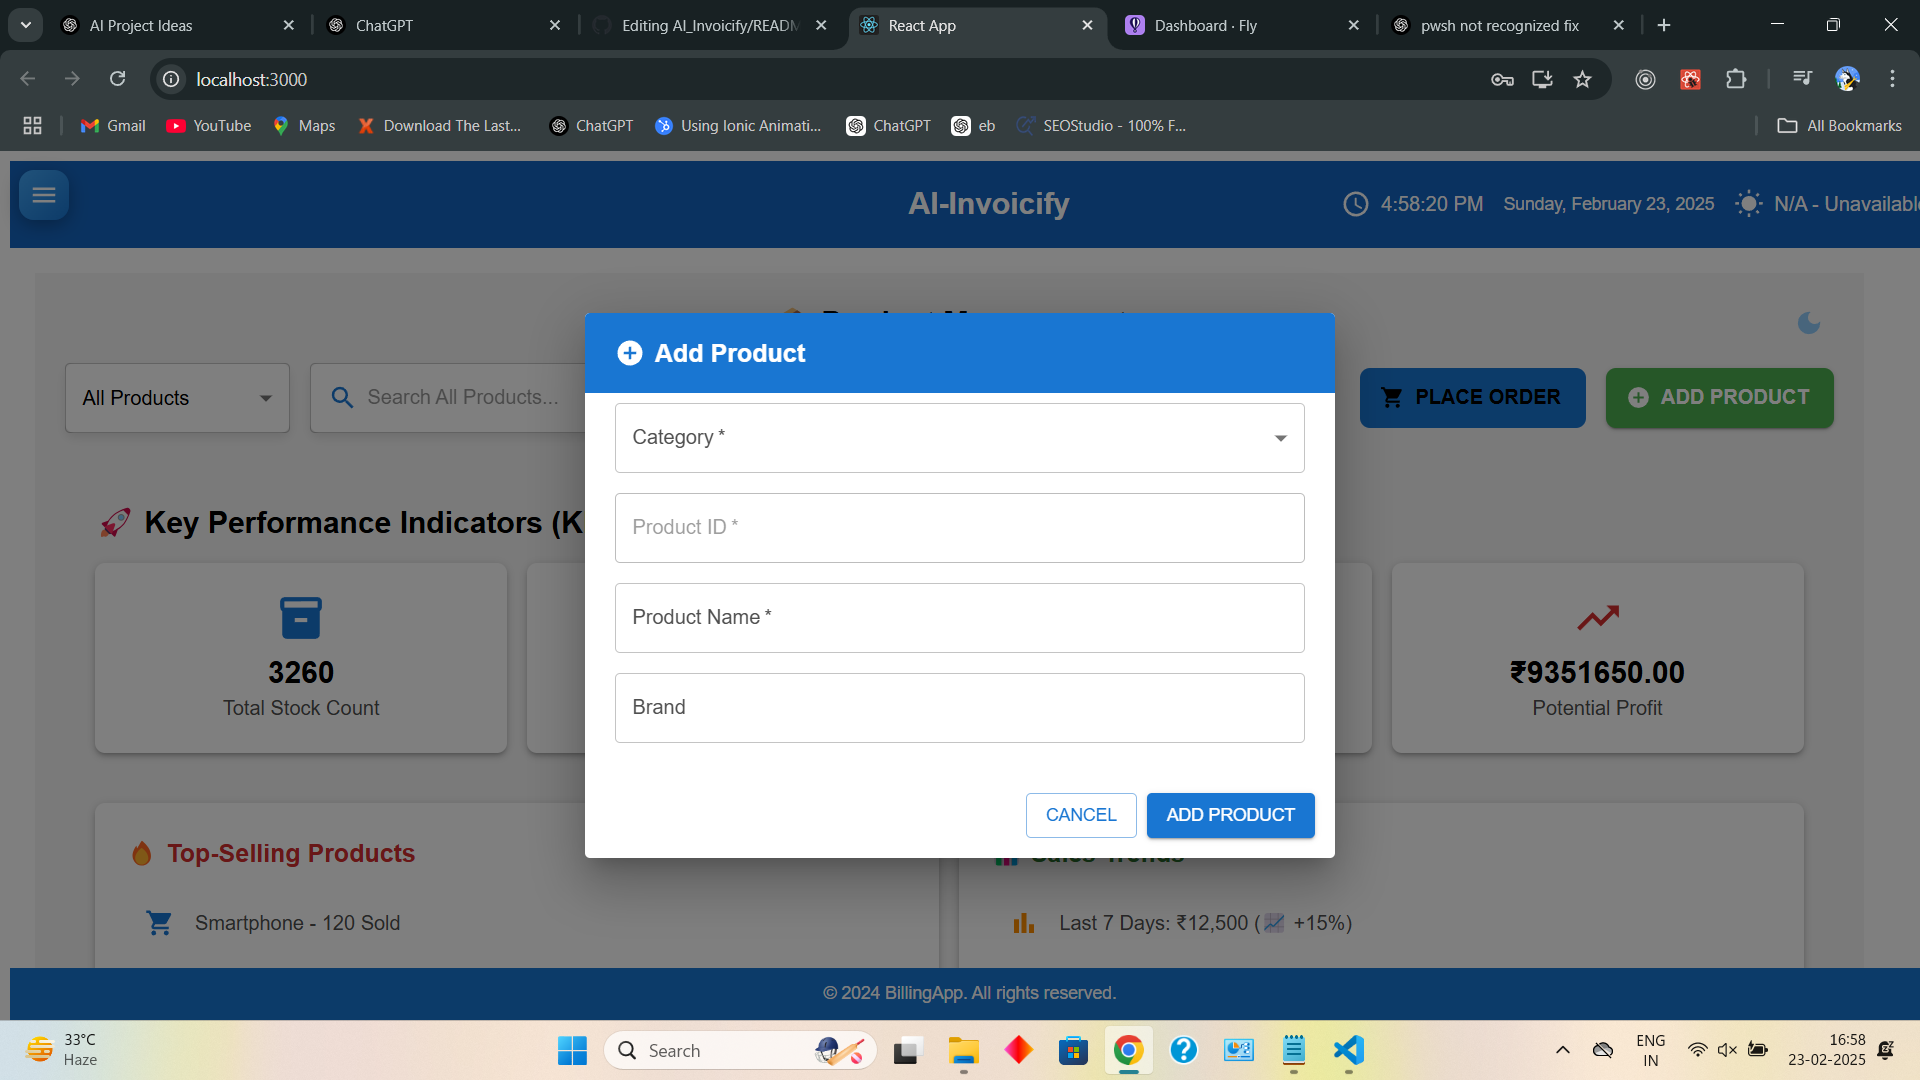 AI Project Ideas
ChatGPT
Editing AI_Invoicify/READM
React App
Dashboard · Fly
pwsh not recognized fix
localhost:3000
Gmail
YouTube
Maps
Download The Last...
ChatGPT
Using Ionic Animati...
ChatGPT
eb
SEOStudio - 100% F...
All Bookmarks
AI-Invoicify
4:58:20 PM
Sunday, February 23, 2025
N/A - Unavailabl
All Products
Search All Products...
PLACE ORDER
ADD PRODUCT
Add Product
Category *
Product ID *
Product Name *
Brand
CANCEL
ADD PRODUCT
Key Performance Indicators (K
3260
Total Stock Count
₹9351650.00
Potential Profit
Top-Selling Products
Smartphone - 120 Sold
Last 7 Days: ₹12,500 ( +15%)
© 2024 BillingApp. All rights reserved.
33°C
Haze
Search
ENG
IN
16:58
23-02-2025